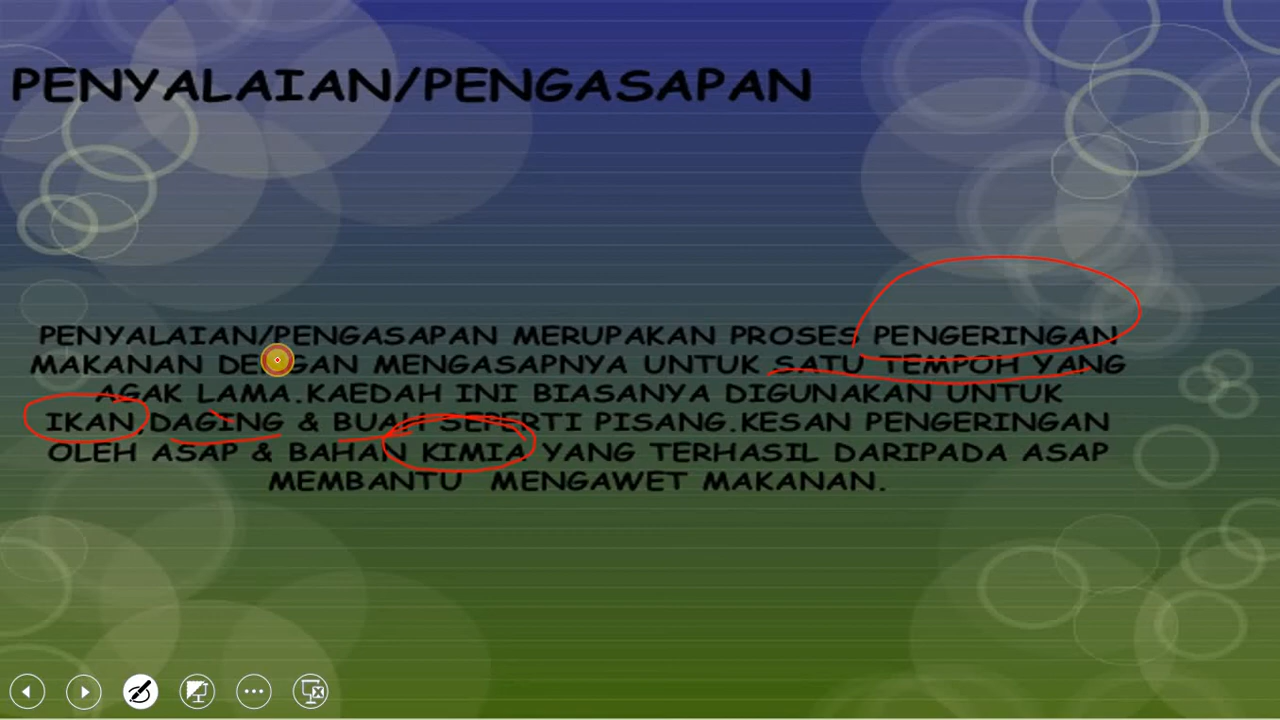 PENYALAIAN/PENGASAPAN
PENYALAIAN/PENGASAPAN MERUPAKAN PROSES PENGERINGAN
MAKANAN DENGAN MENGASAPNYA UNTUK SATU TEMPOH YANG
AGAK LAMA.KAEDAH INI BIASANYA DIGUNAKAN UNTUK
IKAN,DAGING & BUAH SEPERTI PISANG.KESAN PENGERINGAN
OLEH ASAP & BAHAN KIMIA YANG TERHASIL DARIPADA ASAP
MEMBANTU MENGAWET MAKANAN.